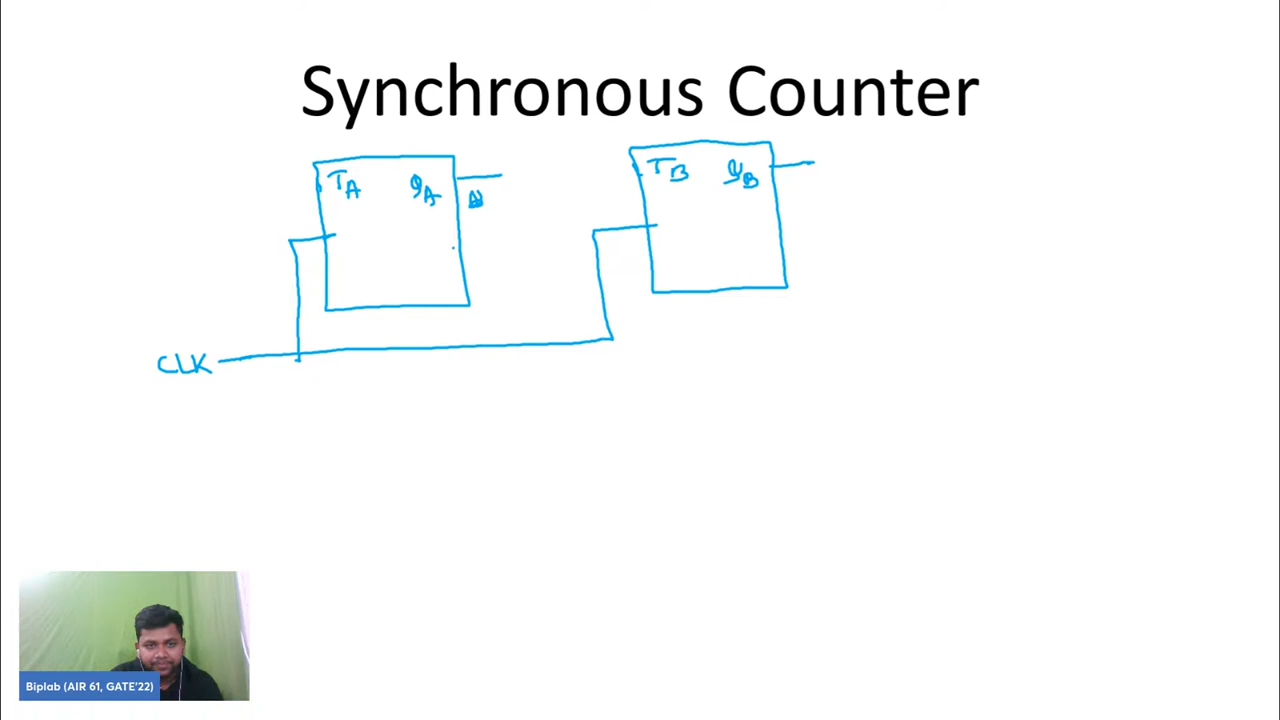 Synchronous Counter
TA QA
TB QB
CLK
Biplab (AIR 61, GATE'22)